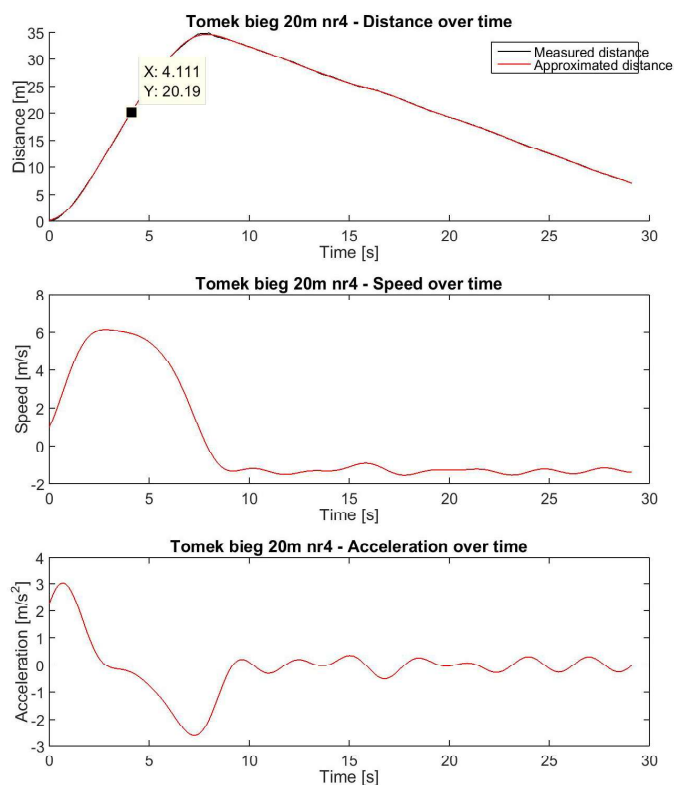 Tomek bieg 20m nr4 - Distance over time
35
30
25
20
15
10
5
0
Distance [m]
X: 4.111
Y: 20.19
Measured distance
Approximated distance
0 5 10 15 20 25 30
Time [s]
Tomek bieg 20m nr4 - Speed over time
8
6
4
2
0
-2
Speed [m/s]
0 5 10 15 20 25 30
Time [s]
Tomek bieg 20m nr4 - Acceleration over time
4
3
2
1
0
-1
-2
-3
Acceleration [m/s²]
0 5 10 15 20 25 30
Time [s]